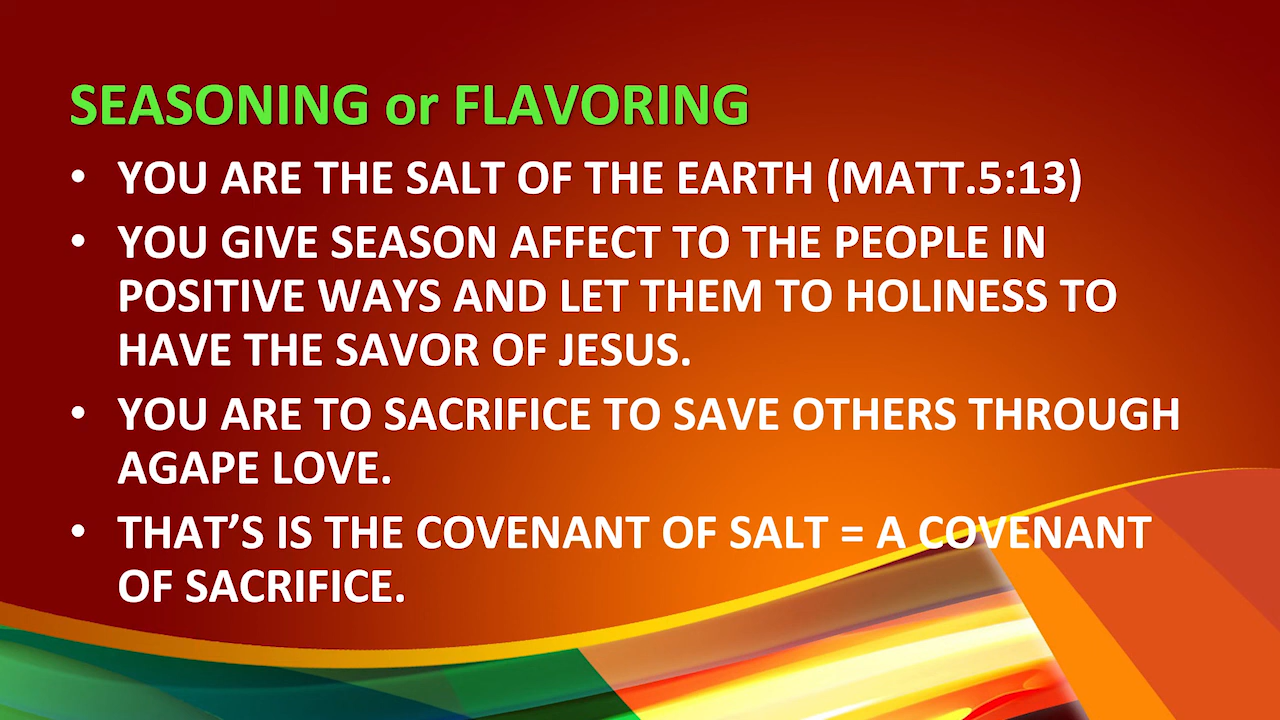 SEASONING or FLAVORING
• YOU ARE THE SALT OF THE EARTH (MATT.5:13)
• YOU GIVE SEASON AFFECT TO THE PEOPLE IN
POSITIVE WAYS AND LET THEM TO HOLINESS TO
HAVE THE SAVOR OF JESUS.
• YOU ARE TO SACRIFICE TO SAVE OTHERS THROUGH
AGAPE LOVE.
• THAT’S IS THE COVENANT OF SALT = A COVENANT
OF SACRIFICE.